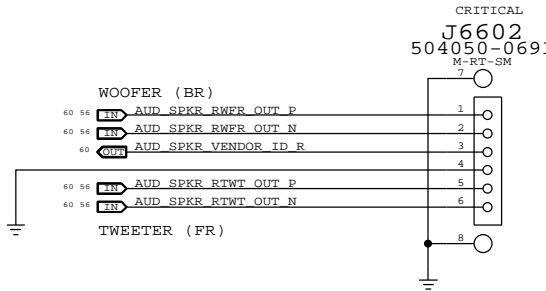 CRITICAL
J6602
504050-0691
M-RT-SM
7
WOOFER (BR)
60 56 IN AUD_SPKR_RWFR_OUT_P 1
60 56 IN AUD_SPKR_RWFR_OUT_N 2
60 OUT AUD_SPKR_VENDOR_ID_R 3
4
60 56 IN AUD_SPKR_RTWT_OUT_P 5
60 56 IN AUD_SPKR_RTWT_OUT_N 6
TWEETER (FR)
8